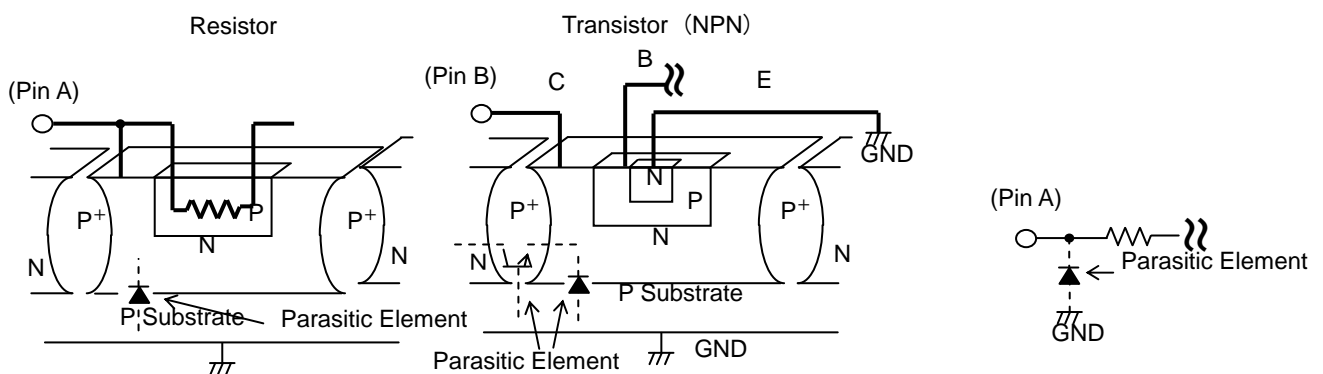 Resistor
Transistor（NPN）
(Pin A)
(Pin B)
C
B
E
GND
P
P+
N
P+
N
N
P Substrate
Parasitic Element
N
P
P+
N
P+
N
N
P Substrate
Parasitic Element
GND
(Pin A)
Parasitic Element
GND